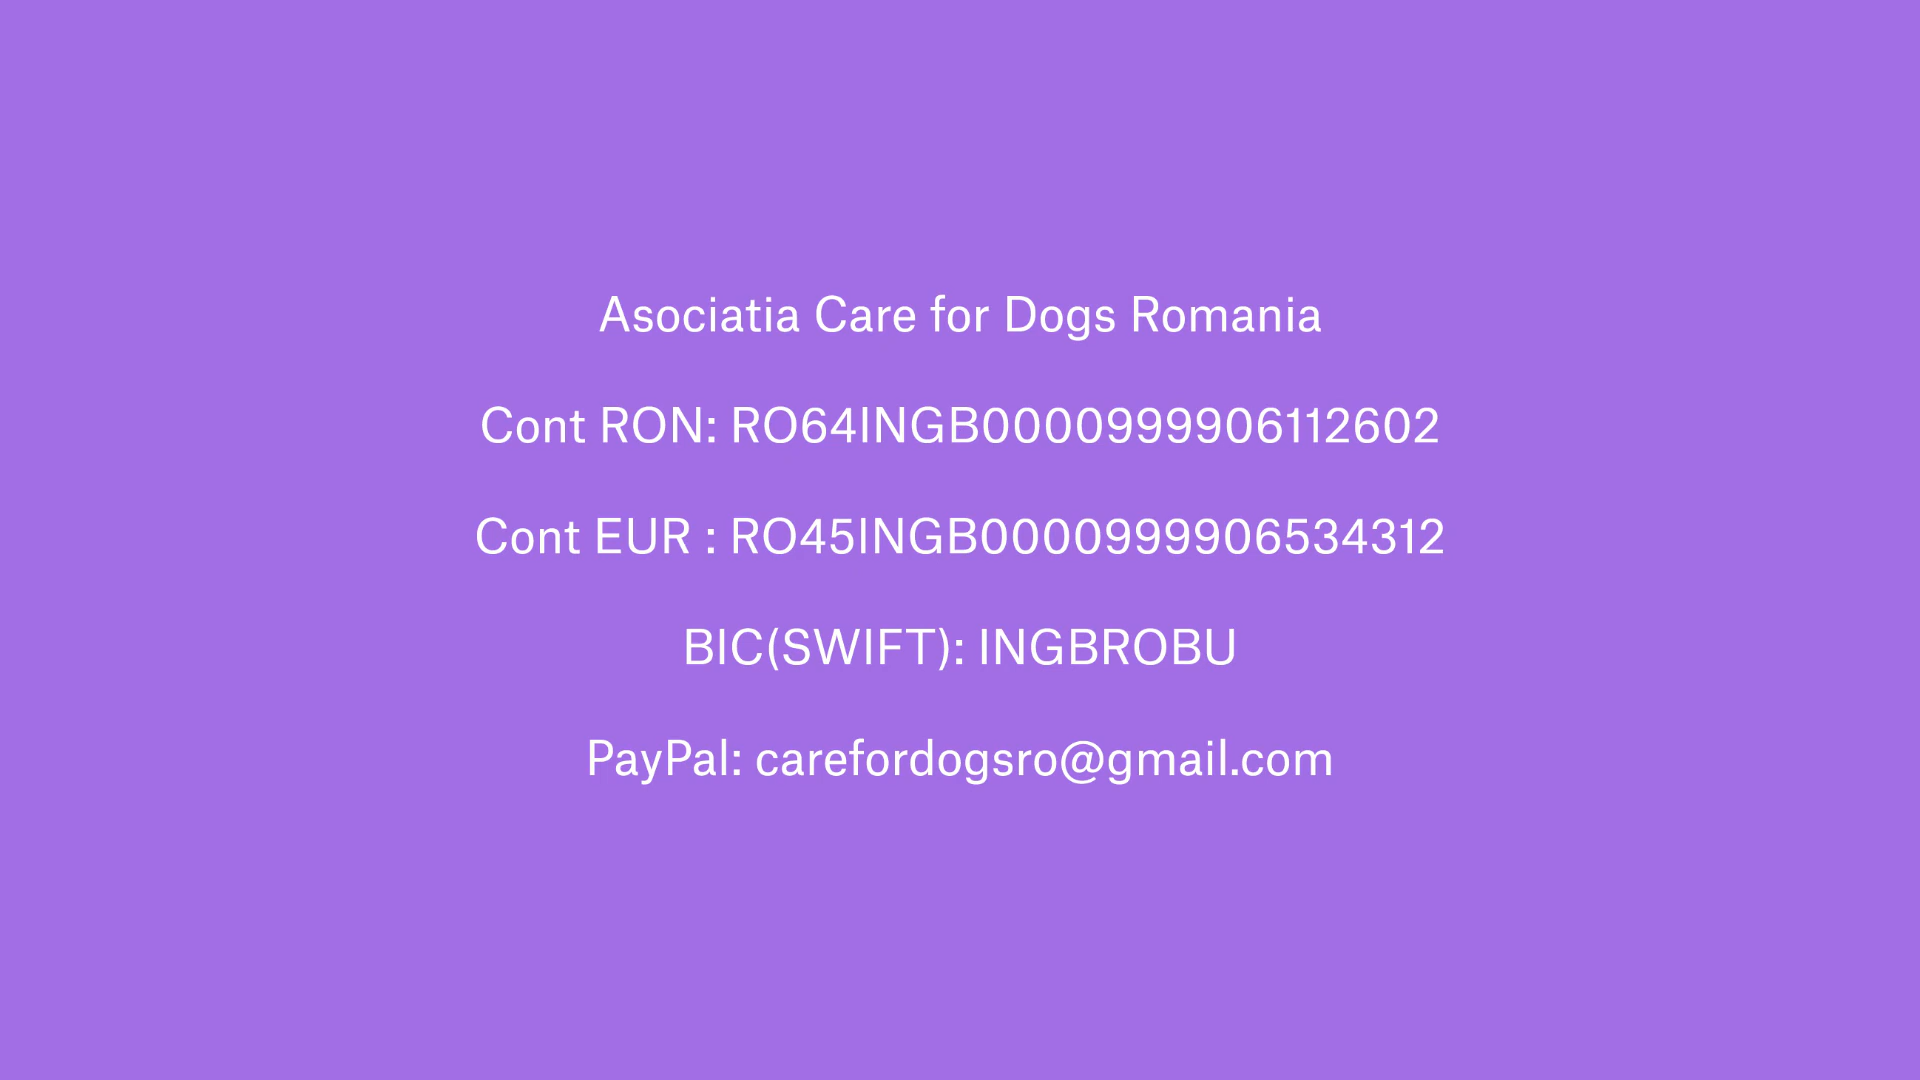 Asociatia Care for Dogs Romania
Cont RON: RO64INGB0000999906112602
Cont EUR : RO45INGB0000999906534312
BIC(SWIFT): INGBROBU
PayPal: carefordogsro@gmail.com